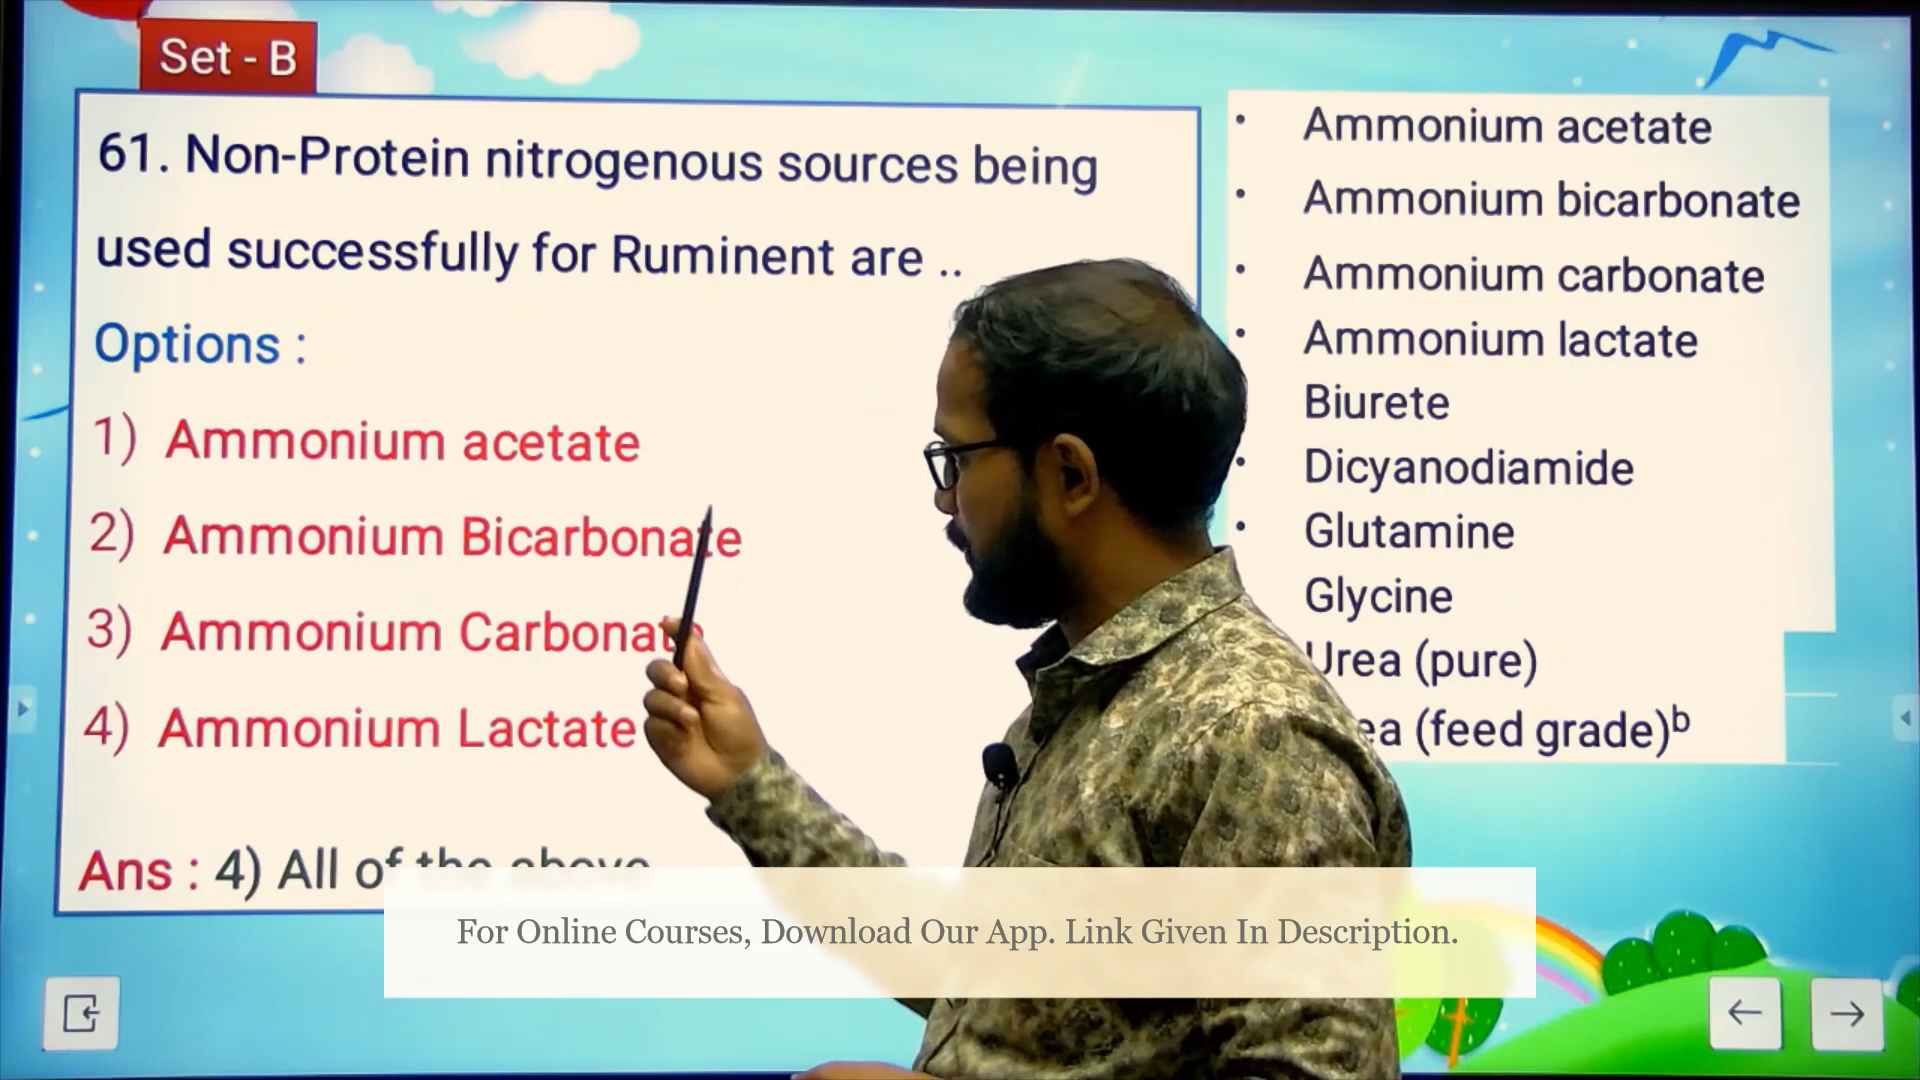 Set - B
61. Non-Protein nitrogenous sources being
used successfully for Ruminent are ..
Options :
1) Ammonium acetate
2) Ammonium Bicarbonate
3) Ammonium Carbonate
4) Ammonium Lactate
Ans : 4) All of the above
• Ammonium acetate
• Ammonium bicarbonate
• Ammonium carbonate
• Ammonium lactate
Biurete
• Dicyanodiamide
• Glutamine
Glycine
Urea (pure)
(feed grade)b
For Online Courses, Download Our App. Link Given In Description.